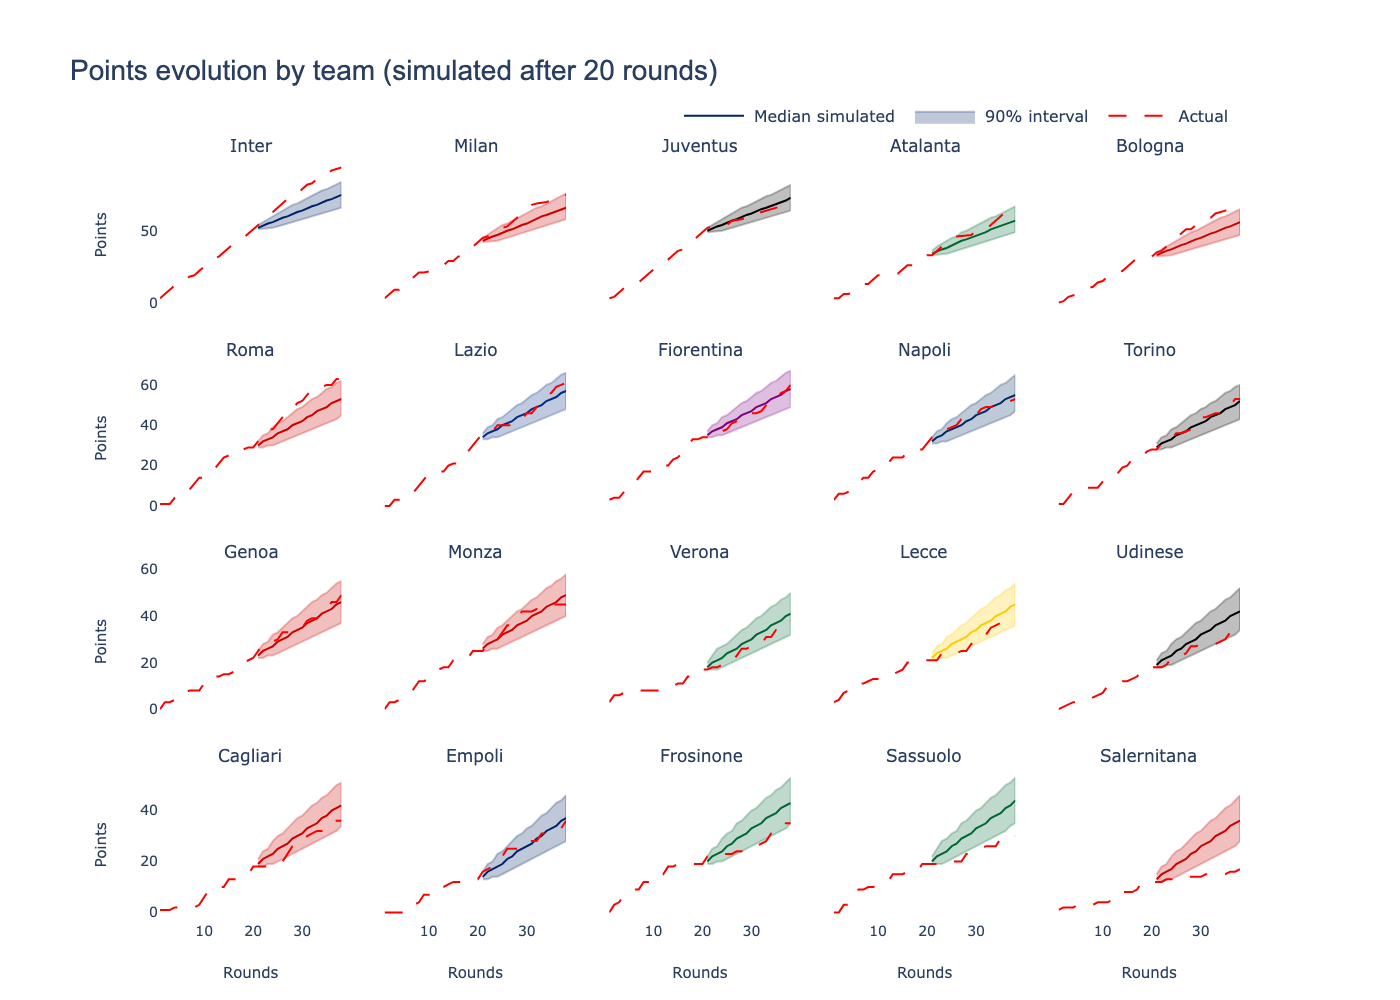 Points evolution by team (simulated after 20 rounds)
Median simulated 90% interval Actual
Inter Milan Juventus Atalanta Bologna
Points
50
0
Roma Lazio Fiorentina Napoli Torino
Points
60
40
20
0
Genoa Monza Verona Lecce Udinese
Points
60
40
20
0
Cagliari Empoli Frosinone Sassuolo Salernitana
Points
40
20
0
10 20 30 10 20 30 10 20 30 10 20 30 10 20 30
Rounds Rounds Rounds Rounds Rounds